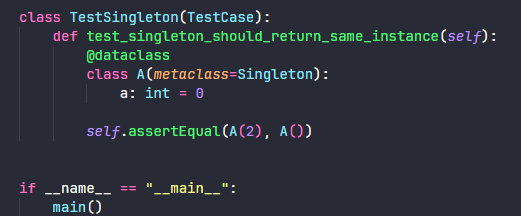 class TestSingleton(TestCase):
    def test_singleton_should_return_same_instance(self):
        @dataclass
        class A(metaclass=Singleton):
            a: int = 0

        self.assertEqual(A(2), A())


if __name__ == "__main__":
    main()